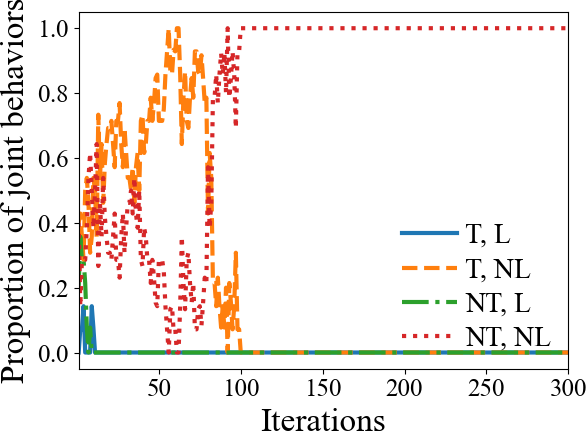 Proportion of joint behaviors
1.0
0.8
0.6
0.4
0.2
0.0
T, L
T, NL
NT, L
NT, NL
50 100 150 200 250 300
Iterations